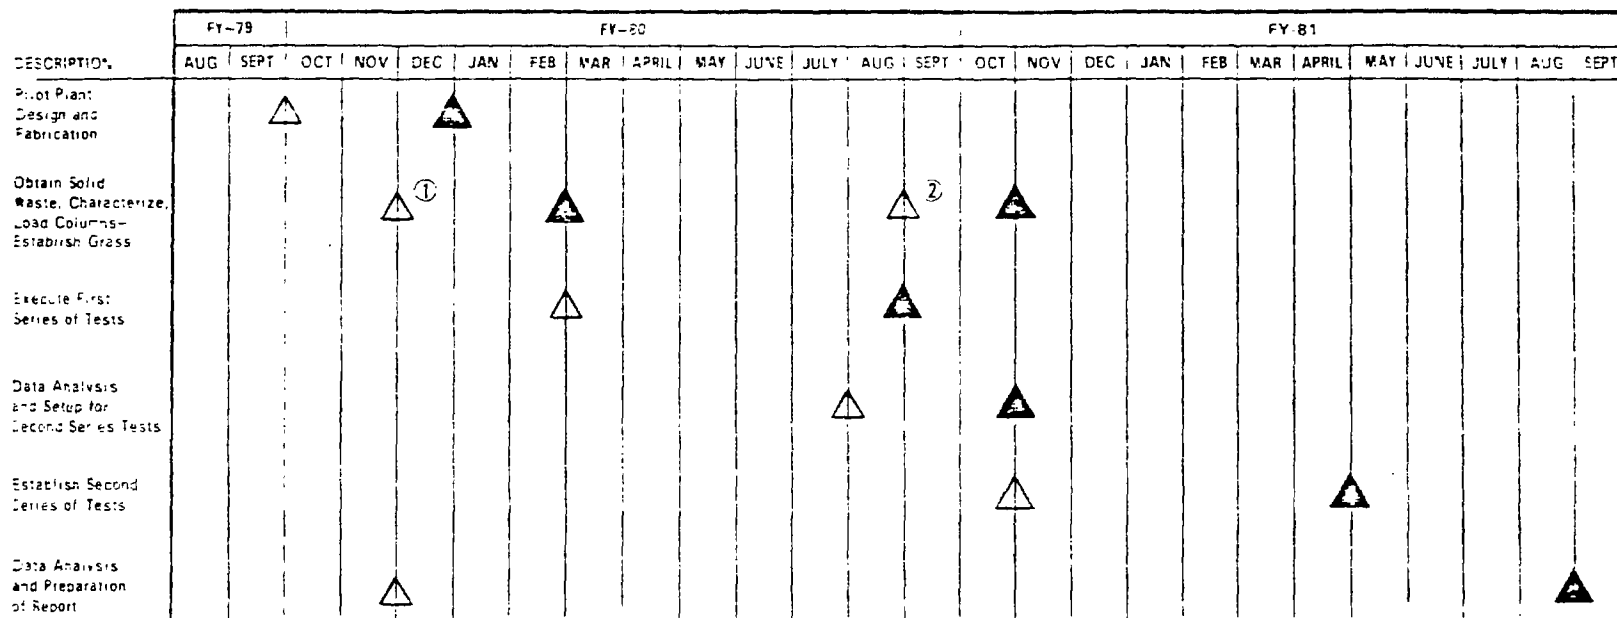 FY-79 FY-80 FY-81
DESCRIPTION AUG SEPT OCT NOV DEC JAN FEB MAR APRIL MAY JUNE JULY AUG SEPT OCT NOV DEC JAN FEB MAR APRIL MAY JUNE JULY AUG SEPT
Pilot Plant
Design and
Fabrication
Obtain Solid
Waste, Characterize,
Load Columns—
Establish Grass
① ②
Execute First
Series of Tests
Data Analysis
and Setup for
Second Series Tests
Establish Second
Series of Tests
Data Analysis
and Preparation
of Report